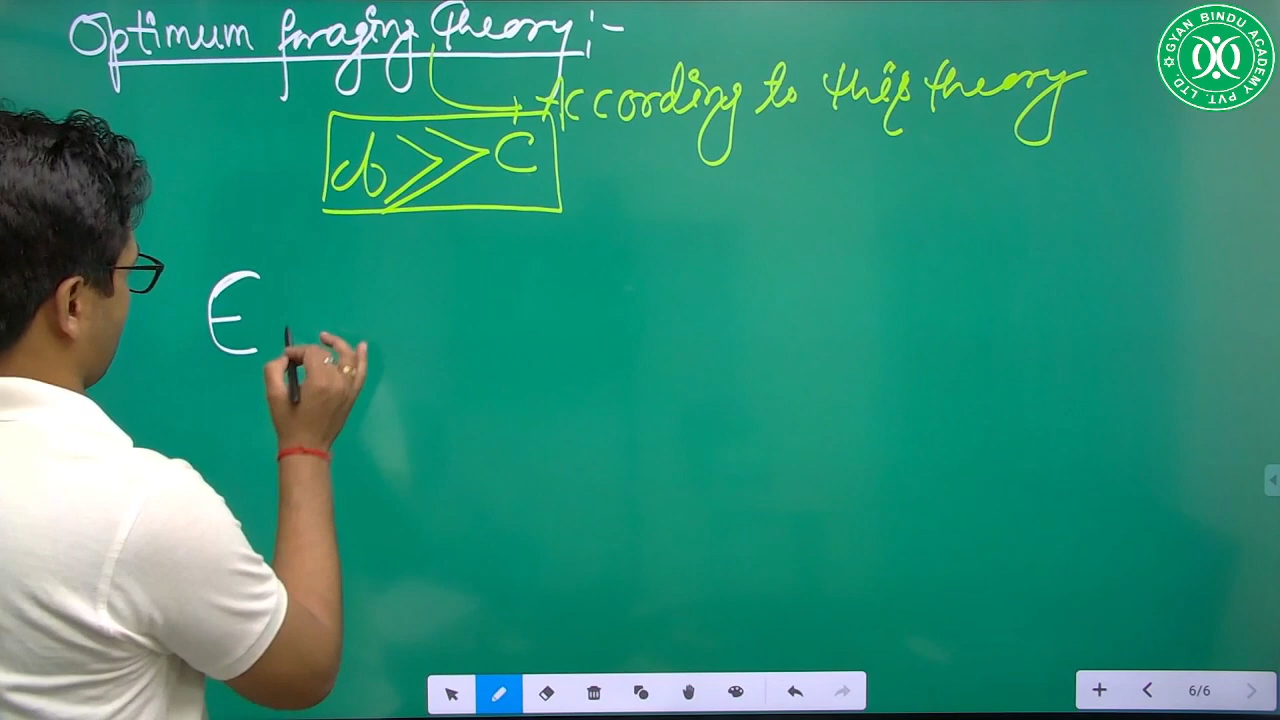 Optimum foraging Theory :-
According to this theory
b >> C
E
GYAN BINDU ACADEMY PVT. LTD.
6/6